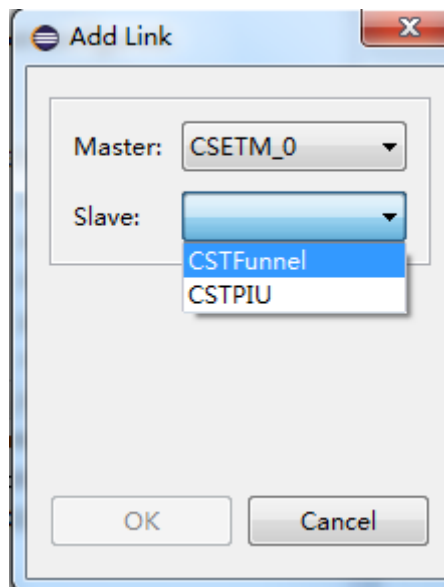 Add Link
Master: CSETM_0
Slave:
CSTFunnel
CSTPIU
OK Cancel